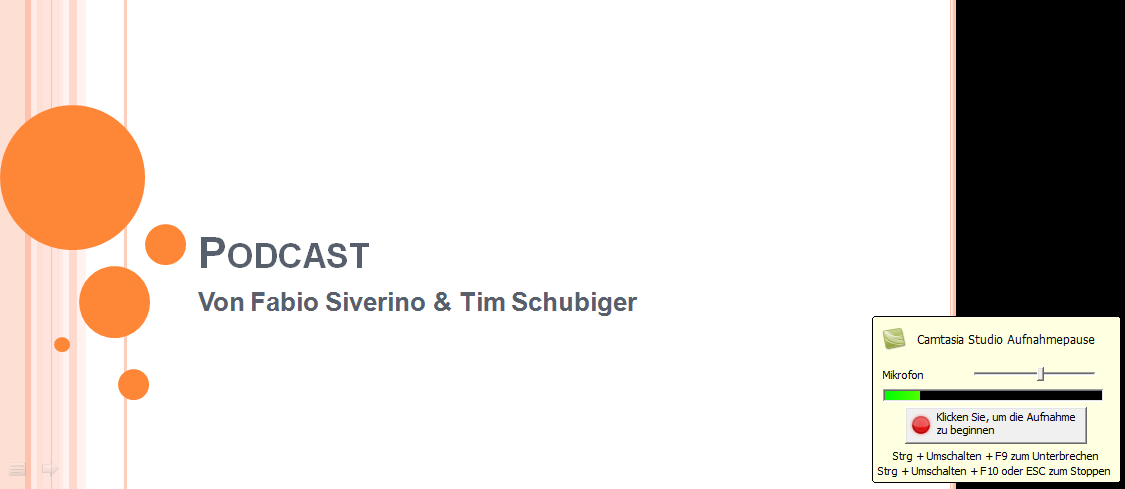 PODCAST
Von Fabio Siverino & Tim Schubiger
Camtasia Studio Aufnahmepause
Mikrofon
Klicken Sie, um die Aufnahme
zu beginnen
Strg + Umschalten + F9 zum Unterbrechen
Strg + Umschalten + F10 oder ESC zum Stoppen